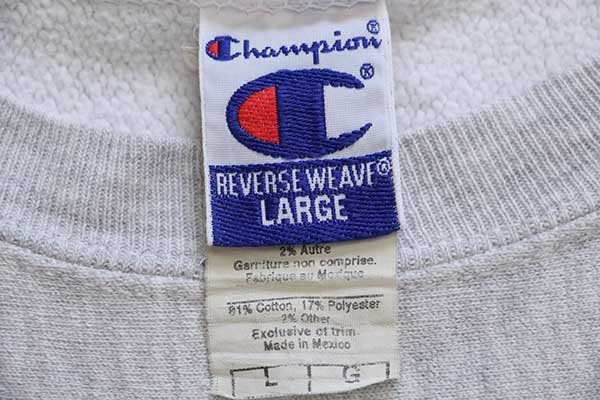 Champion®
C®
REVERSE WEAVE®
LARGE
2% Autre
Garniture non comprise.
Fabrique au Mexique
81% Cotton, 17% Polyester
2% Other
Exclusive of trim.
Made in Mexico
L G